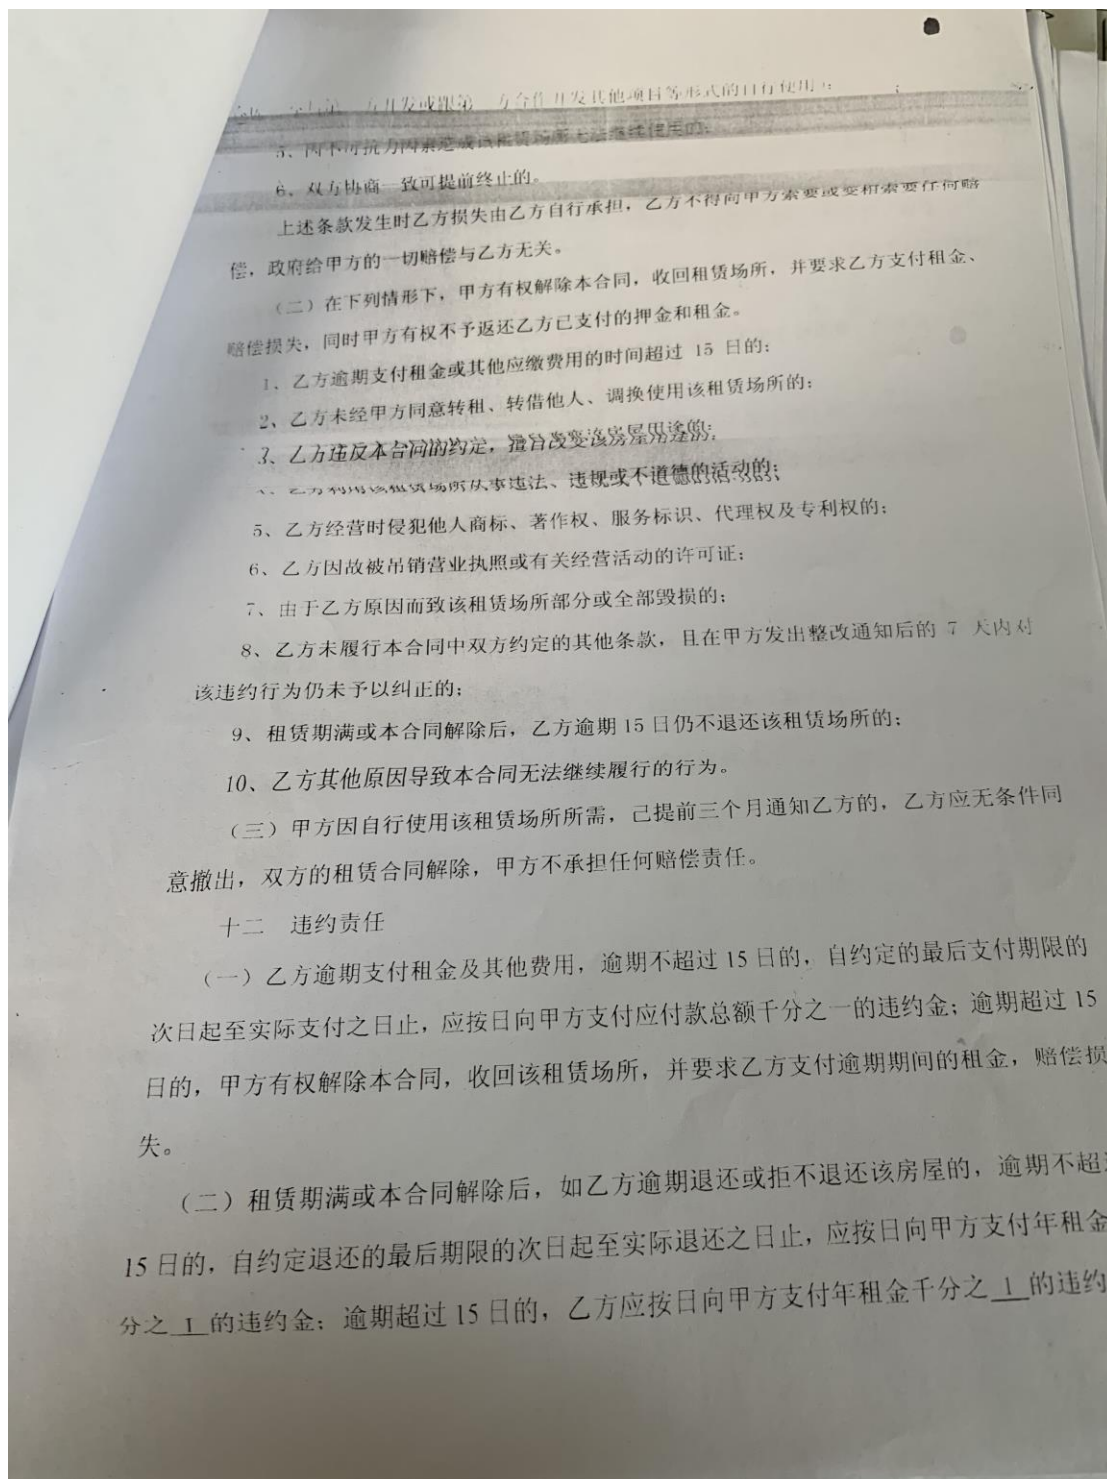 方合作开发其他项目等形式的自行使用
5、因不可抗力因素造成该租赁场所无法继续使用的;
6、双方协商一致可提前终止的。
上述条款发生时乙方损失由乙方自行承担，乙方不得向甲方索要或变相索要任何赔
偿，政府给甲方的一切赔偿与乙方无关。
（二）在下列情形下，甲方有权解除本合同，收回租赁场所，并要求乙方支付租金、
赔偿损失，同时甲方有权不予返还乙方已支付的押金和租金。
1、乙方逾期支付租金或其他应缴费用的时间超过 15 日的;
2、乙方未经甲方同意转租、转借他人、调换使用该租赁场所的;
3、乙方违反本合同的约定，擅自改变该房屋用途的;
、乙方利用该租赁场所从事违法、违规或不道德的活动的;
5、乙方经营时侵犯他人商标、著作权、服务标识、代理权及专利权的;
6、乙方因故被吊销营业执照或有关经营活动的许可证;
7、由于乙方原因而致该租赁场所部分或全部毁损的;
8、乙方未履行本合同中双方约定的其他条款，且在甲方发出整改通知后的 7 天内对
该违约行为仍未予以纠正的;
9、租赁期满或本合同解除后，乙方逾期 15 日仍不退还该租赁场所的;
10、乙方其他原因导致本合同无法继续履行的行为。
（三）甲方因自行使用该租赁场所所需，己提前三个月通知乙方的，乙方应无条件同
意撤出，双方的租赁合同解除，甲方不承担任何赔偿责任。
十二 违约责任
（一）乙方逾期支付租金及其他费用，逾期不超过 15 日的，自约定的最后支付期限的
次日起至实际支付之日止，应按日向甲方支付应付款总额千分之一的违约金；逾期超过 15
日的，甲方有权解除本合同，收回该租赁场所，并要求乙方支付逾期期间的租金，赔偿损
失。
（二）租赁期满或本合同解除后，如乙方逾期退还或拒不退还该房屋的，逾期不超
15 日的，自约定退还的最后期限的次日起至实际退还之日止，应按日向甲方支付年租金
分之 1 的违约金；逾期超过 15 日的，乙方应按日向甲方支付年租金千分之 1 的违约